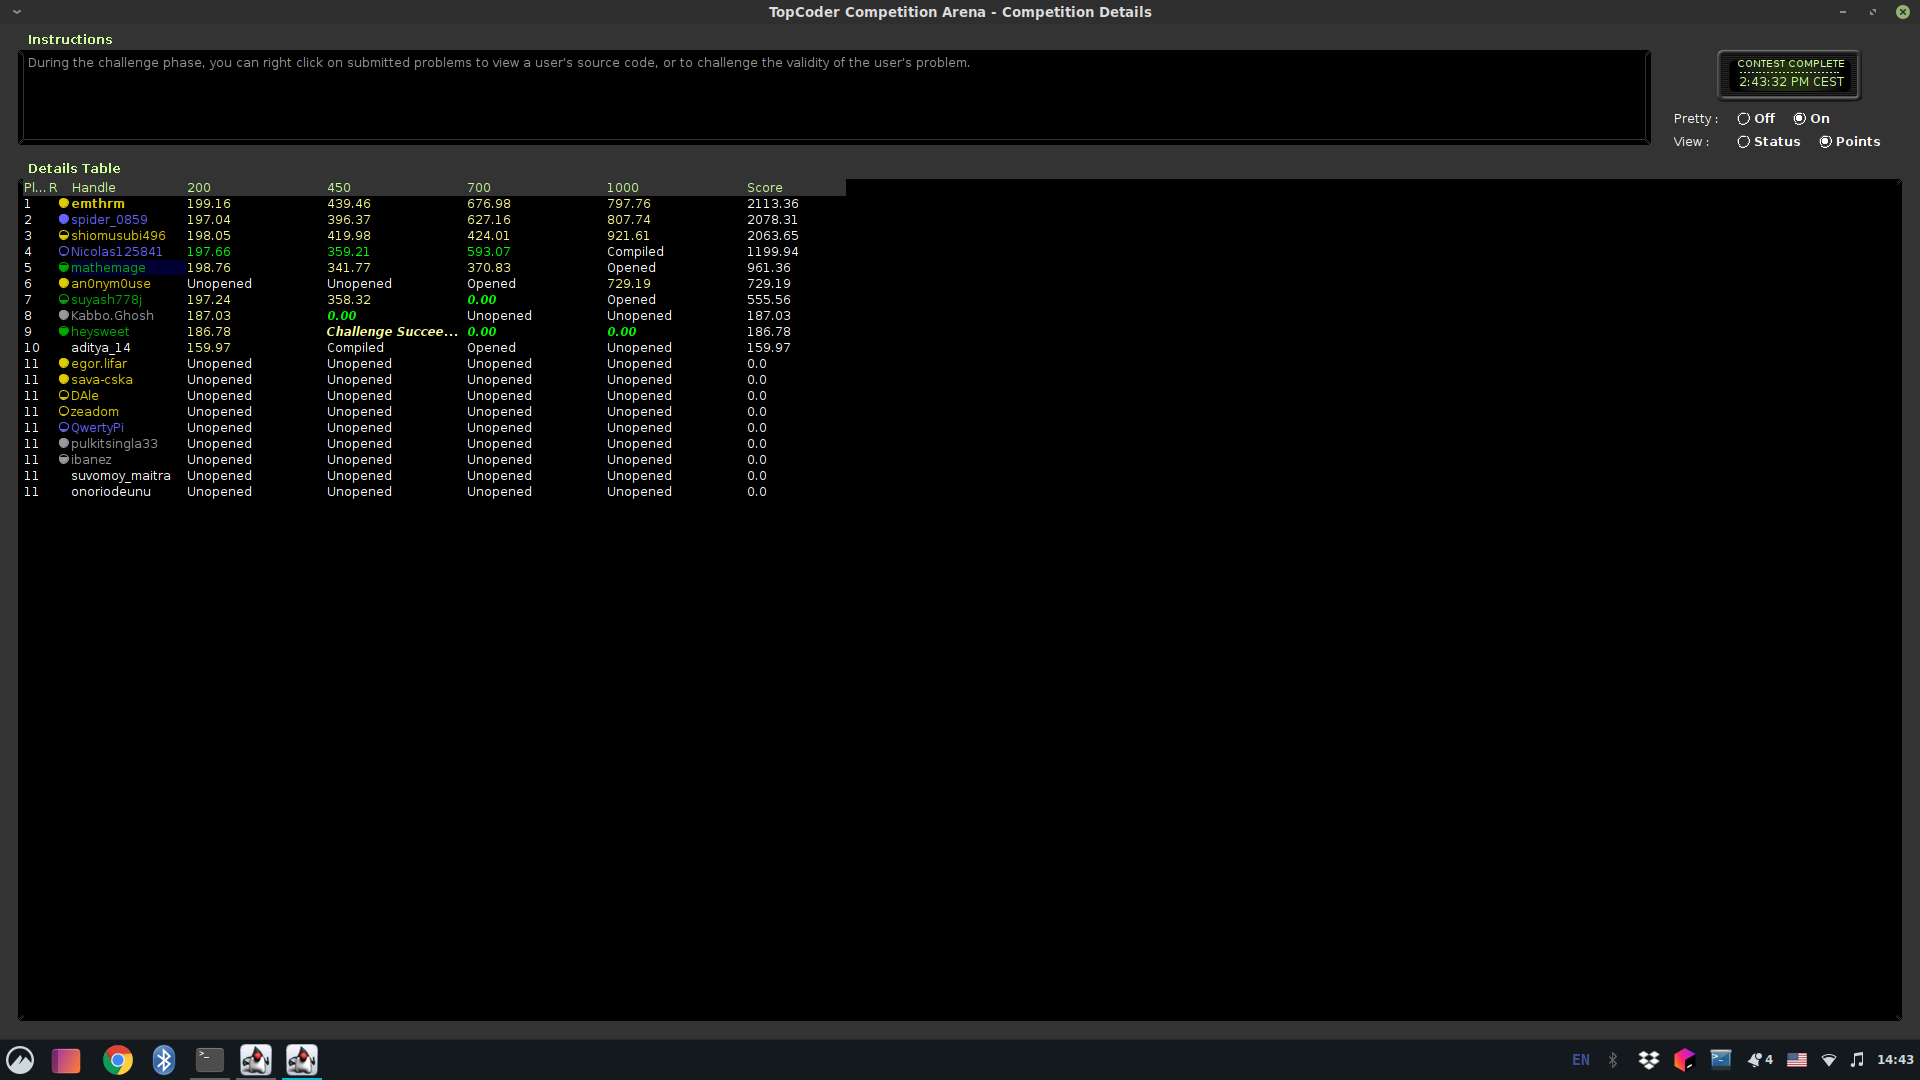 TopCoder Competition Arena - Competition Details
Instructions
During the challenge phase, you can right click on submitted problems to view a user's source code, or to challenge the validity of the user's problem.
CONTEST COMPLETE
2:43:32 PM CEST
Pretty : Off On
View : Status Points
Details Table
Pl... R Handle 200 450 700 1000 Score
1 emthrm 199.16 439.46 676.98 797.76 2113.36
2 spider_0859 197.04 396.37 627.16 807.74 2078.31
3 shiomusubi496 198.05 419.98 424.01 921.61 2063.65
4 Nicolas125841 197.66 359.21 593.07 Compiled 1199.94
5 mathemage 198.76 341.77 370.83 Opened 961.36
6 an0nym0use Unopened Unopened Opened 729.19 729.19
7 suyash778j 197.24 358.32 0.00 Opened 555.56
8 Kabbo.Ghosh 187.03 0.00 Unopened Unopened 187.03
9 heysweet 186.78 Challenge Succee... 0.00 0.00 186.78
10 aditya_14 159.97 Compiled Opened Unopened 159.97
11 egor.lifar Unopened Unopened Unopened Unopened 0.0
11 sava-cska Unopened Unopened Unopened Unopened 0.0
11 DAle Unopened Unopened Unopened Unopened 0.0
11 zeadom Unopened Unopened Unopened Unopened 0.0
11 QwertyPi Unopened Unopened Unopened Unopened 0.0
11 pulkitsingla33 Unopened Unopened Unopened Unopened 0.0
11 ibanez Unopened Unopened Unopened Unopened 0.0
11 suvomoy_maitra Unopened Unopened Unopened Unopened 0.0
11 onoriodeunu Unopened Unopened Unopened Unopened 0.0
EN 4 14:43